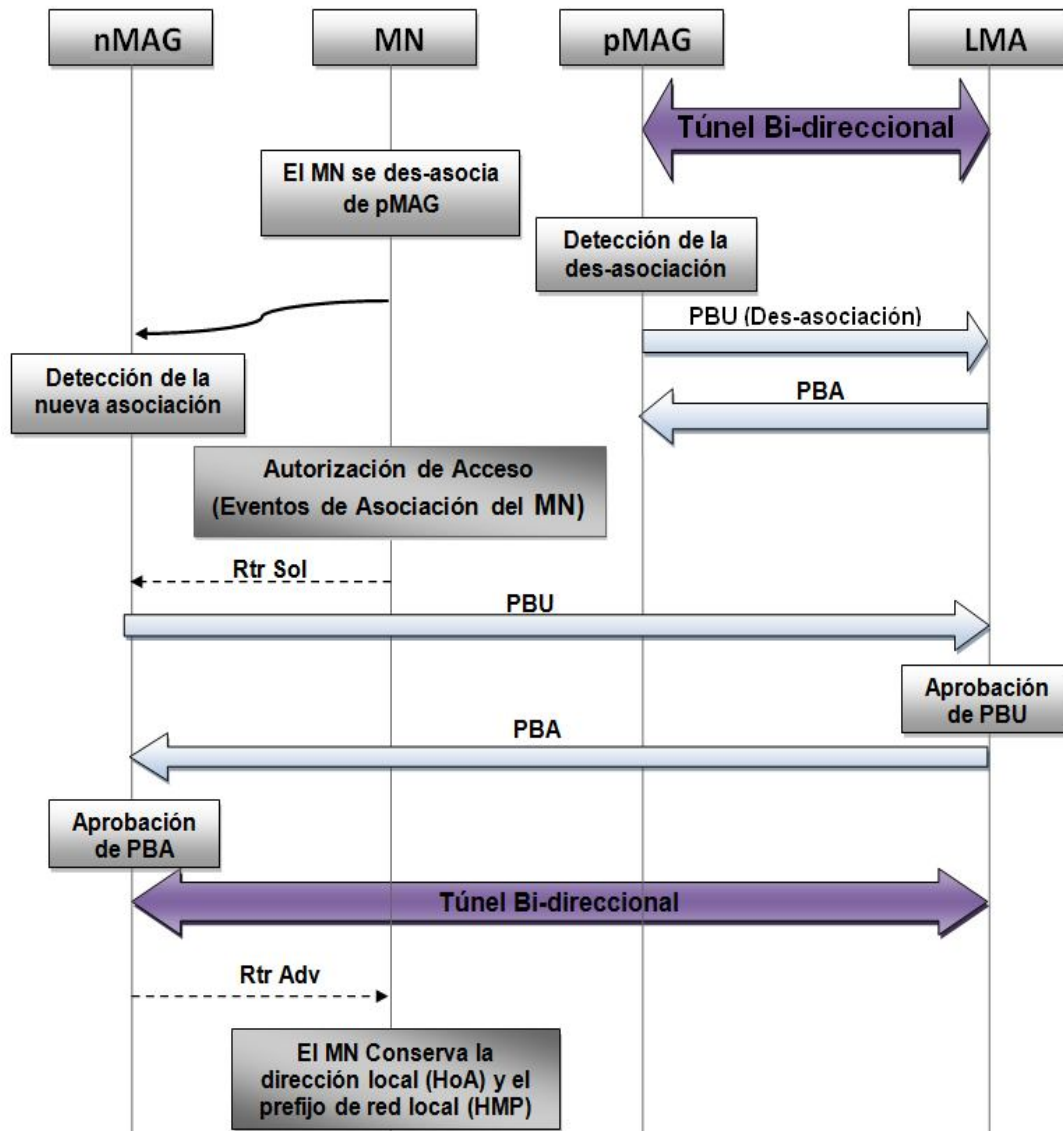 nMAG
MN
pMAG
LMA
Túnel Bi-direccional
El MN se des-asocia
de pMAG
Detección de la
des-asociación
PBU (Des-asociación)
Detección de la
nueva asociación
PBA
Autorización de Acceso
(Eventos de Asociación del MN)
Rtr Sol
PBU
Aprobación
de PBU
PBA
Aprobación
de PBA
Túnel Bi-direccional
Rtr Adv
El MN Conserva la
dirección local (HoA) y el
prefijo de red local (HMP)